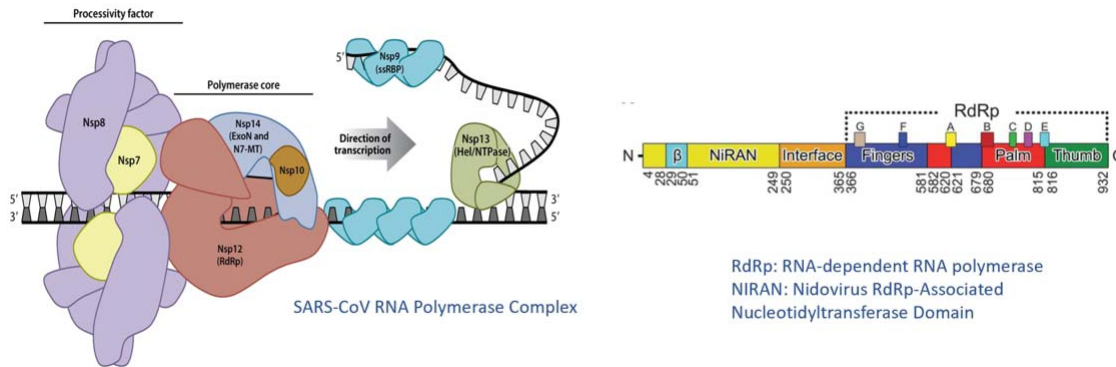 Processivity factor
Nsp8
Nsp7
Polymerase core
Nsp14
(ExoN and
N7-MT)
Nsp10
Nsp12
(RdRp)
5′
3′
5′
Nsp9
(ssRBP)
Direction of
transcription
Nsp13
(Hel/NTPase)
3′
5′
SARS-CoV RNA Polymerase Complex
RdRp
G F A B C D E
N - β NiRAN Interface Fingers Palm Thumb
4 28 29 50 51 249 250 365 366 581 582 620 621 679 680 815 816 932
RdRp: RNA-dependent RNA polymerase
NIRAN: Nidovirus RdRp-Associated
Nucleotidyltransferase Domain